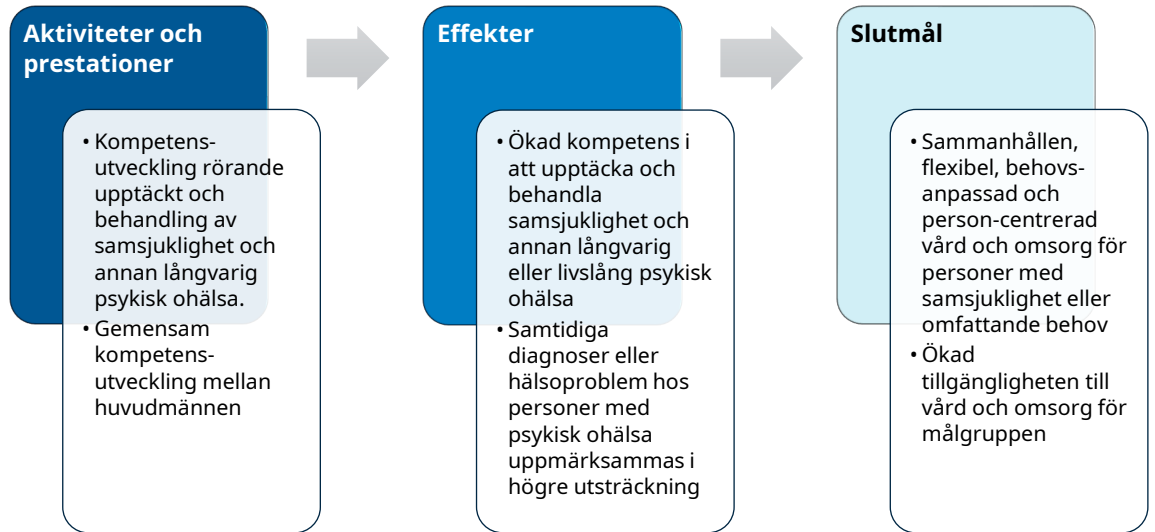 Aktiviteter och
prestationer
• Kompetens-
utveckling rörande
upptäckt och
behandling av
samsjuklighet och
annan långvarig
psykisk ohälsa.
• Gemensam
kompetens-
utveckling mellan
huvudmännen
Effekter
• Ökad kompetens i
att upptäcka och
behandla
samsjuklighet och
annan långvarig
eller livslång psykisk
ohälsa
• Samtidiga
diagnoser eller
hälsoproblem hos
personer med
psykisk ohälsa
uppmärksammas i
högre utsträckning
Slutmål
• Sammanhållen,
flexibel, behovs-
anpassad och
person-centrerad
vård och omsorg för
personer med
samsjuklighet eller
omfattande behov
• Ökad
tillgängligheten till
vård och omsorg för
målgruppen